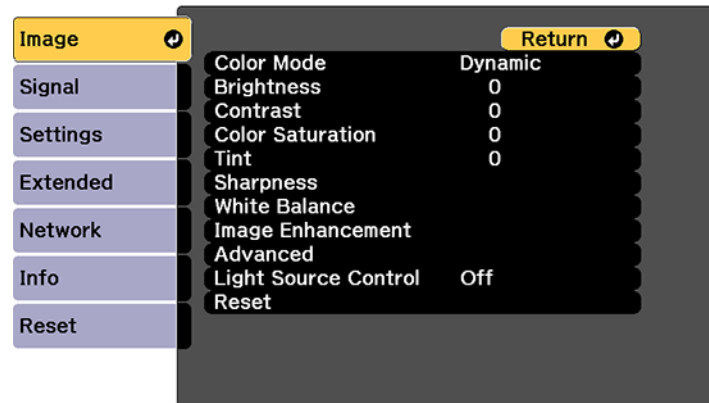 Image
Signal
Settings
Extended
Network
Info
Reset
Return
Color Mode Dynamic
Brightness 0
Contrast 0
Color Saturation 0
Tint 0
Sharpness
White Balance
Image Enhancement
Advanced
Light Source Control Off
Reset